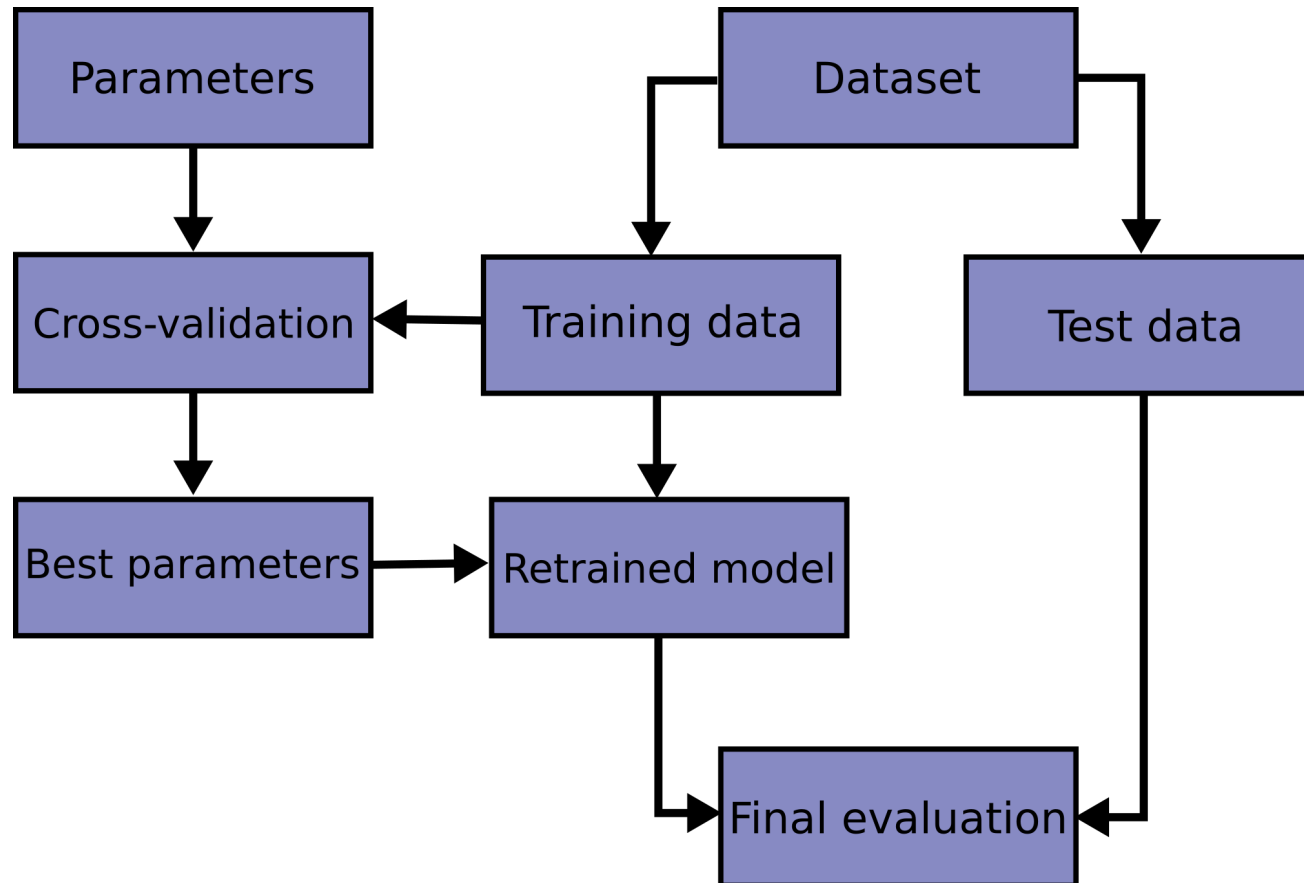 Parameters
Dataset
Cross-validation
Training data
Test data
Best parameters
Retrained model
Final evaluation